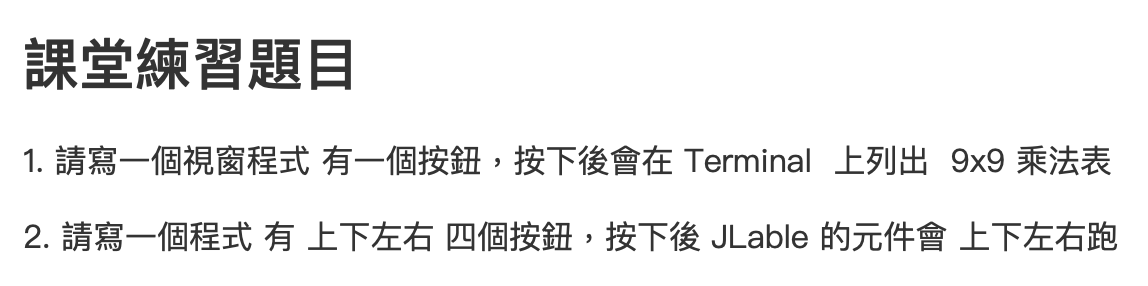 課堂練習題目
1. 請寫一個視窗程式 有一個按鈕，按下後會在 Terminal 上列出 9x9 乘法表
2. 請寫一個程式 有 上下左右 四個按鈕，按下後 JLable 的元件會 上下左右跑